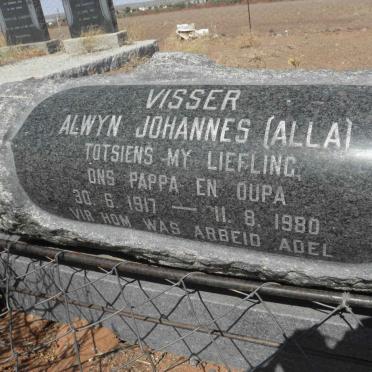 VISSER
ALWYN JOHANNES (ALLA)
TOTSIENS MY LIEFLING,
ONS PAPPA EN OUPA
30.6.1917 — 11.8.1980
VIR HOM WAS ARBEID ADEL